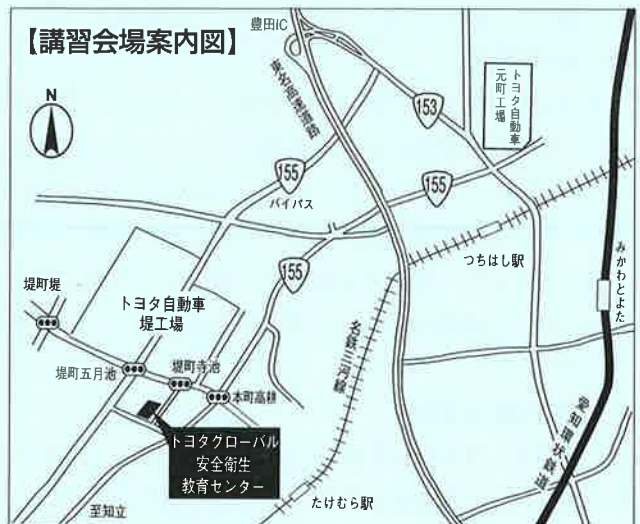 【講習会場案内図】
豊田IC
N
東名高速道路
153
トヨタ自動車
元町工場
155
バイパス
155
155
つちはし駅
みかわとよた
堤町堤
トヨタ自動車
堤工場
名鉄三河線
堤町五月池
堤町寺池
本町高耕
愛知環状鉄道
トヨタグローバル
安全衛生
教育センター
たけむら駅
至知立